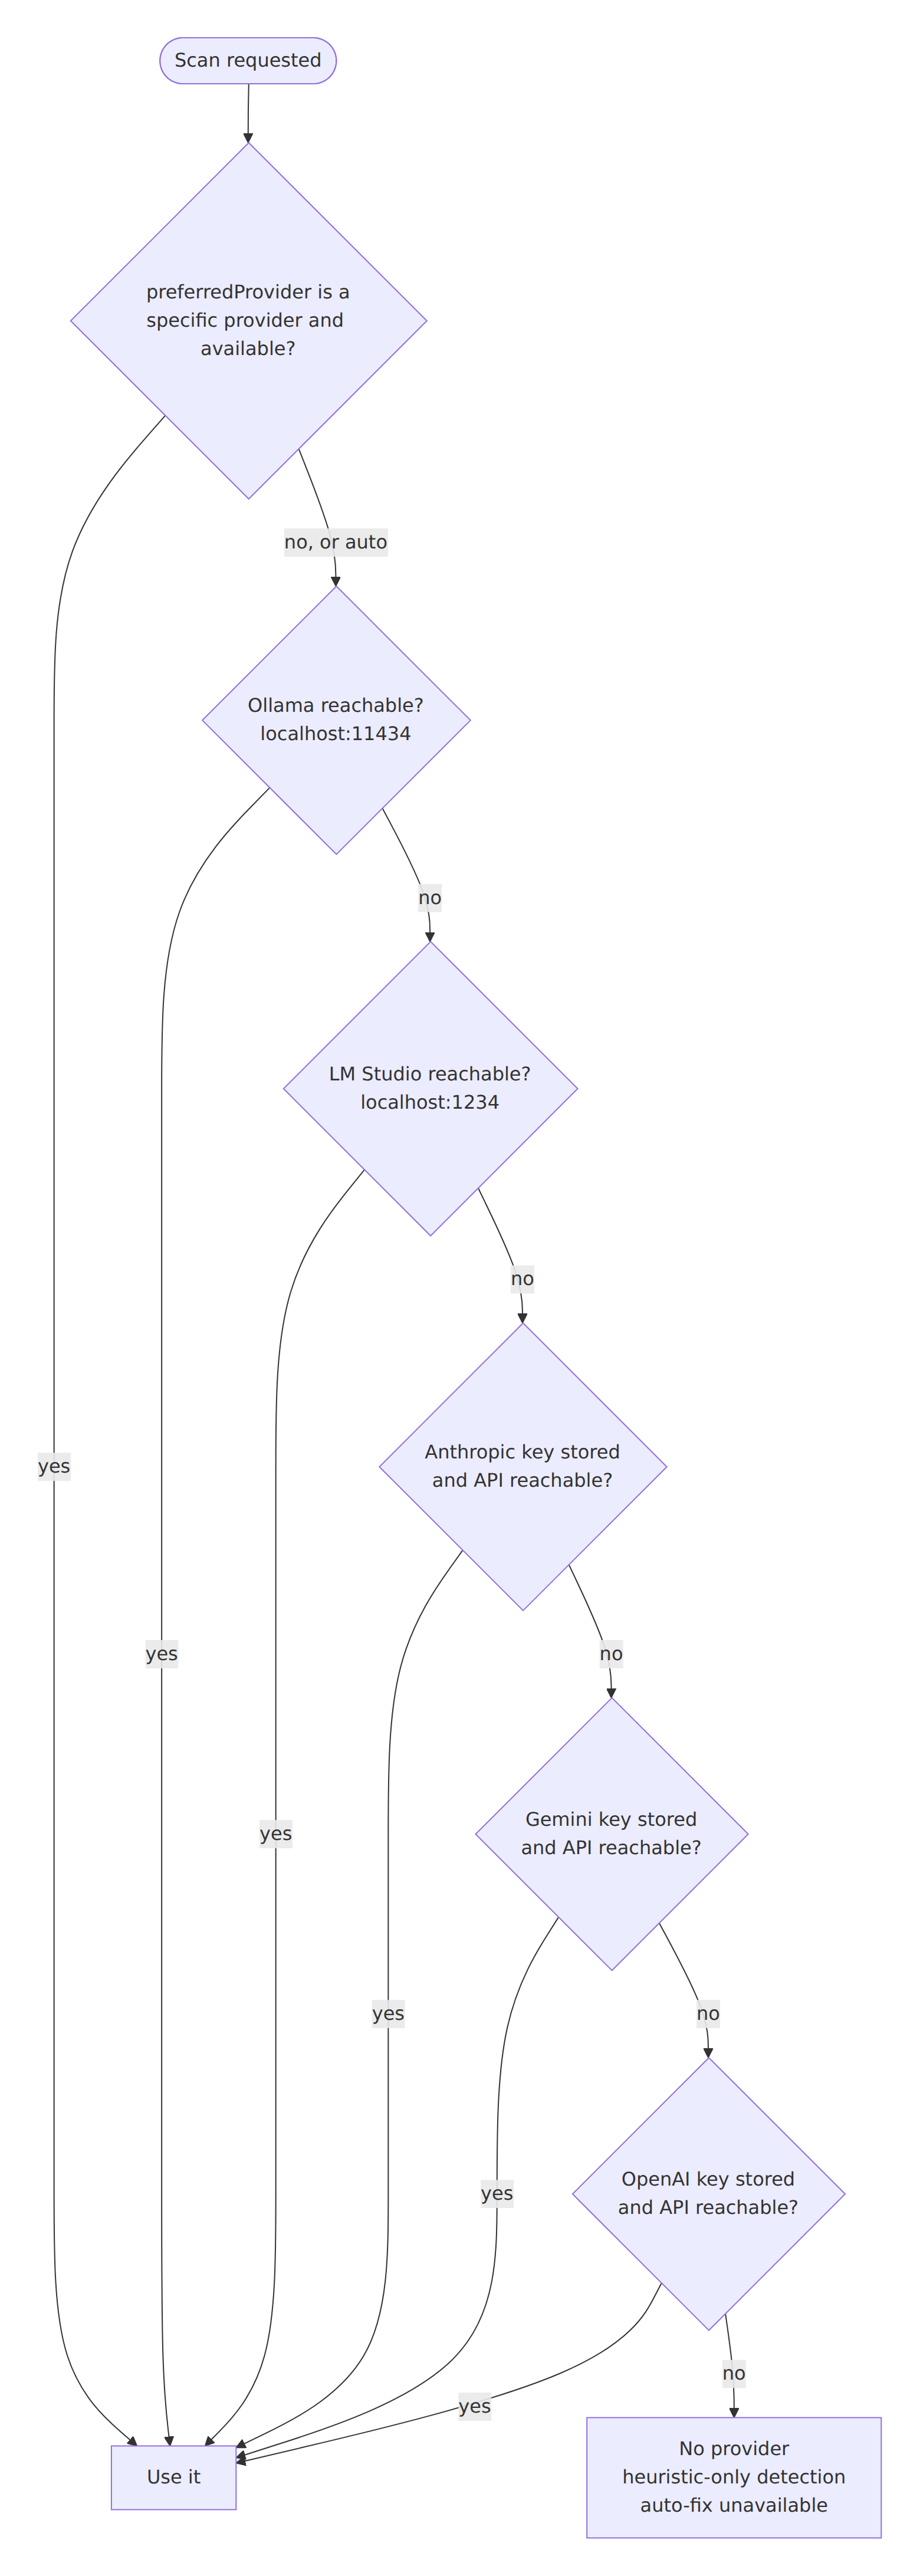 Scan requested
preferredProvider is a
specific provider and
available?
no, or auto
Ollama reachable?
localhost:11434
no
LM Studio reachable?
localhost:1234
no
Anthropic key stored
and API reachable?
yes
no
yes
Gemini key stored
and API reachable?
yes
no
yes
OpenAI key stored
and API reachable?
yes
no
yes
Use it
No provider
heuristic-only detection
auto-fix unavailable